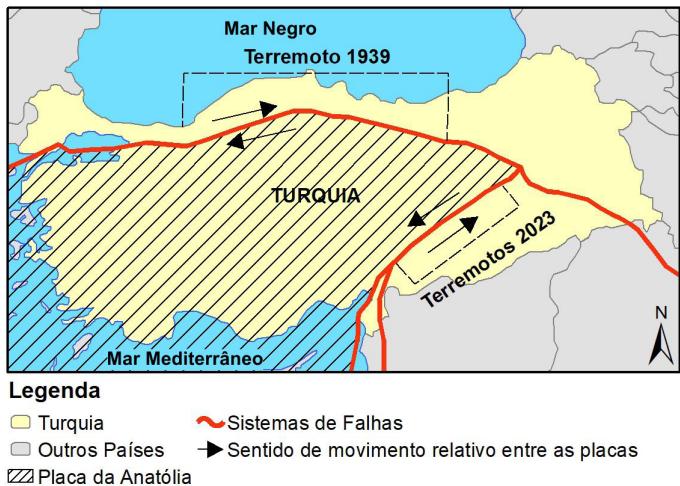 Mar Negro
Terremoto 1939
TURQUIA
Terremotos 2023
Mar Mediterrâneo
N
Legenda
Turquia
Sistemas de Falhas
Outros Países
Sentido de movimento relativo entre as placas
Placa da Anatólia